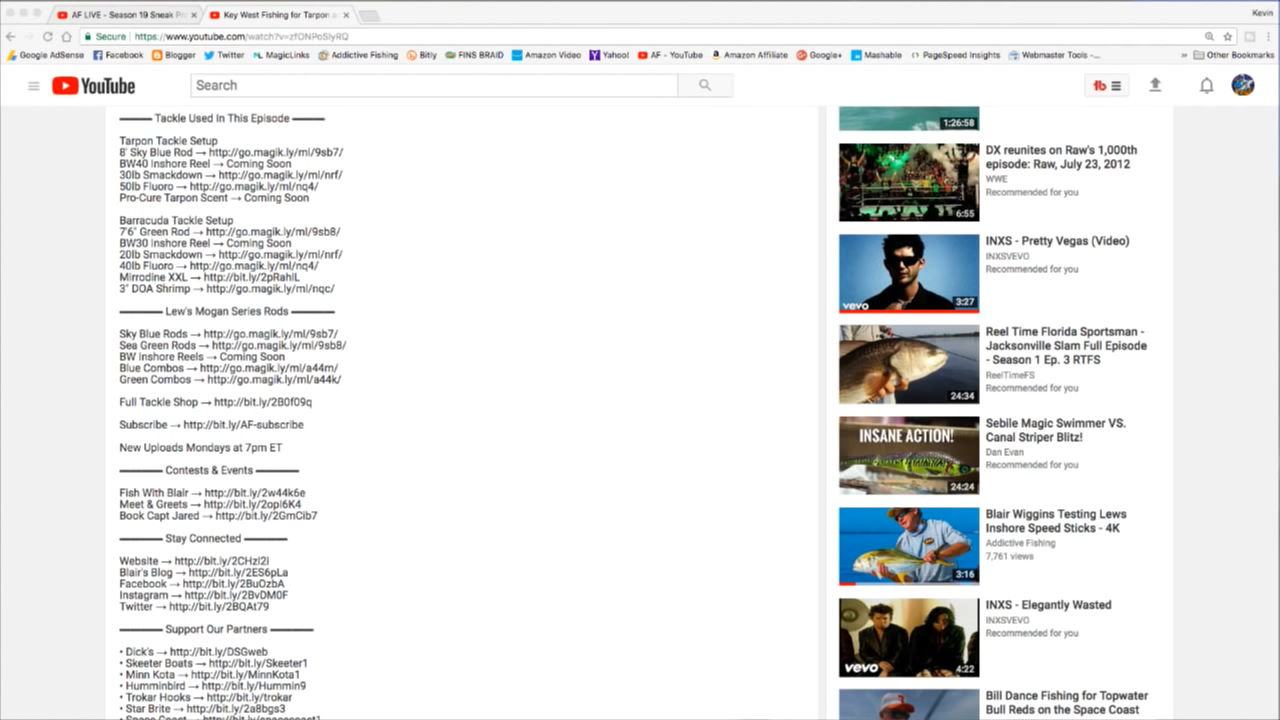 AF LIVE - Season 19 Sneak P
Key West Fishing for Tarpon a
Kevin
Secure
https://www.youtube.com/watch?v=zfONPoSlyRQ
Google AdSense
Facebook
Blogger
Twitter
MagicLinks
Addictive Fishing
Bitly
FINS BRAID
Amazon Video
Yahoo!
AF - YouTube
Amazon Affiliate
Google+
Mashable
PageSpeed Insights
Webmaster Tools -...
» Other Bookmarks
YouTube
Search
tb
Tackle Used In This Episode
Tarpon Tackle Setup
8' Sky Blue Rod → http://go.magik.ly/ml/9sb7/
BW40 Inshore Reel → Coming Soon
30lb Smackdown → http://go.magik.ly/ml/nrf/
50lb Fluoro → http://go.magik.ly/ml/nq4/
Pro-Cure Tarpon Scent → Coming Soon
Barracuda Tackle Setup
7'6" Green Rod → http://go.magik.ly/ml/9sb8/
BW30 Inshore Reel → Coming Soon
20lb Smackdown → http://go.magik.ly/ml/nrf/
40lb Fluoro → http://go.magik.ly/ml/nq4/
Mirrodine XXL → http://bit.ly/2pRahIL
3" DOA Shrimp → http://go.magik.ly/ml/nqc/
Lew's Mogan Series Rods
Sky Blue Rods → http://go.magik.ly/ml/9sb7/
Sea Green Rods → http://go.magik.ly/ml/9sb8/
BW Inshore Reels → Coming Soon
Blue Combos → http://go.magik.ly/ml/a44m/
Green Combos → http://go.magik.ly/ml/a44k/
Full Tackle Shop → http://bit.ly/2B0f09q
Subscribe → http://bit.ly/AF-subscribe
New Uploads Mondays at 7pm ET
Contests & Events
Fish With Blair → http://bit.ly/2w44k6e
Meet & Greets → http://bit.ly/2opI6K4
Book Capt Jared → http://bit.ly/2GmCib7
Stay Connected
Website → http://bit.ly/2CHzI2i
Blair's Blog → http://bit.ly/2ES6pLa
Facebook → http://bit.ly/2BuOzbA
Instagram → http://bit.ly/2BvDM0F
Twitter → http://bit.ly/2BQAt79
Support Our Partners
• Dick's → http://bit.ly/DSGweb
• Skeeter Boats → http://bit.ly/Skeeter1
• Minn Kota → http://bit.ly/MinnKota1
• Humminbird → http://bit.ly/Hummin9
• Trokar Hooks → http://bit.ly/trokar
• Star Brite → http://bit.ly/2a8bgs3
• Space Coast → http://bit.ly/spacecoast1
1:26:58
DX reunites on Raw's 1,000th
episode: Raw, July 23, 2012
WWE
Recommended for you
6:55
INXS - Pretty Vegas (Video)
INXSVEVO
Recommended for you
vevo
3:27
Reel Time Florida Sportsman -
Jacksonville Slam Full Episode
- Season 1 Ep. 3 RTFS
ReelTimeFS
Recommended for you
24:34
INSANE ACTION!
Sebile Magic Swimmer VS.
Canal Striper Blitz!
Dan Evan
Recommended for you
24:24
Blair Wiggins Testing Lews
Inshore Speed Sticks - 4K
Addictive Fishing
7,761 views
3:16
INXS - Elegantly Wasted
INXSVEVO
Recommended for you
vevo
4:22
Bill Dance Fishing for Topwater
Bull Reds on the Space Coast